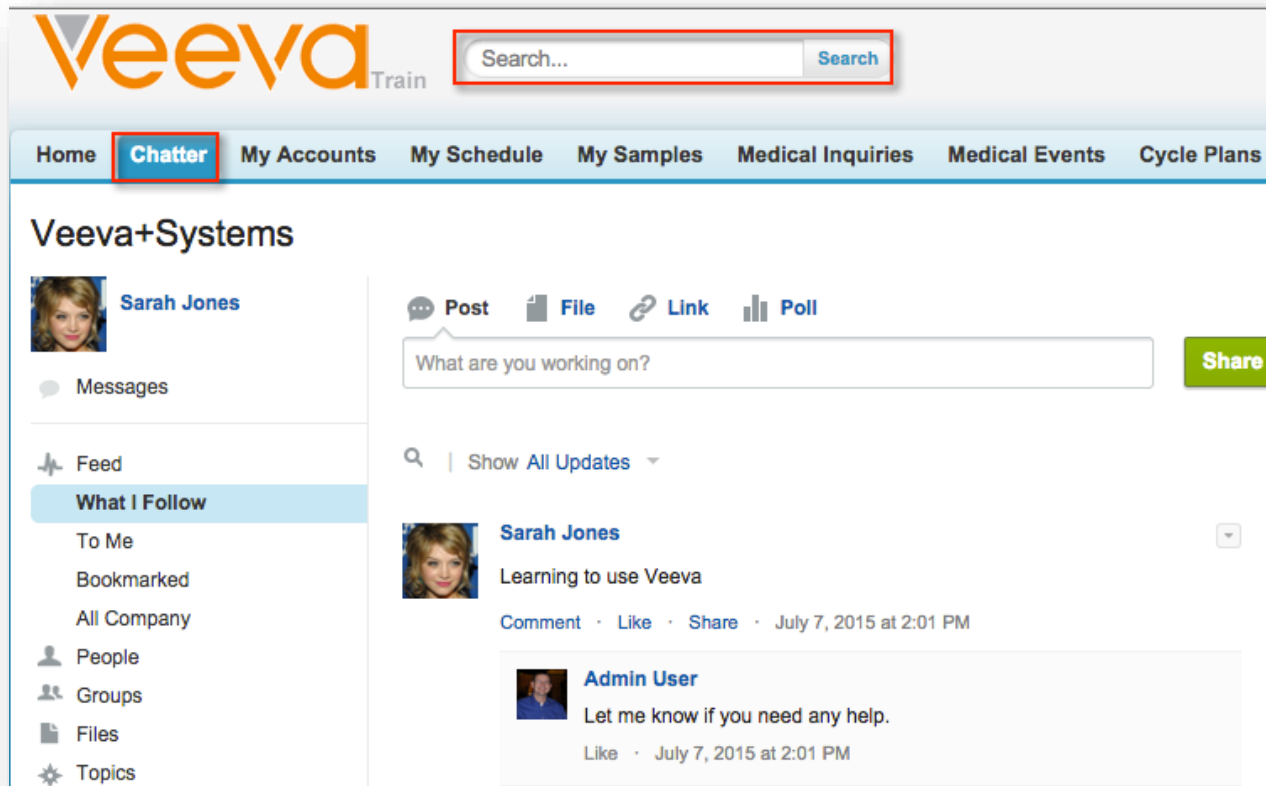 Veeva Train
Search... Search
Home Chatter My Accounts My Schedule My Samples Medical Inquiries Medical Events Cycle Plans
Veeva+Systems
Sarah Jones
Messages
Feed
What I Follow
To Me
Bookmarked
All Company
People
Groups
Files
Topics
Post File Link Poll
What are you working on? Share
Show All Updates
Sarah Jones
Learning to use Veeva
Comment · Like · Share · July 7, 2015 at 2:01 PM
Admin User
Let me know if you need any help.
Like · July 7, 2015 at 2:01 PM